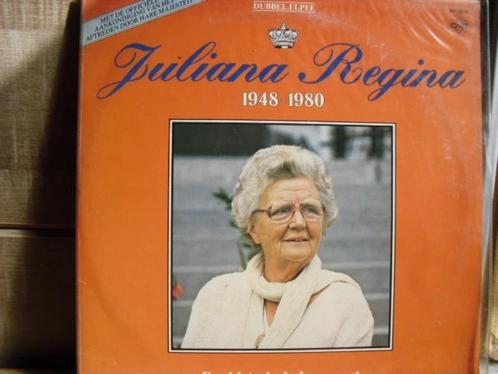 MET DE OFFICIËLE
AANKONDIGING VAN HET
AFTREDEN DOOR HARE MAJESTEIT
DUBBEL ELPEE
Juliana Regina
1948 - 1980